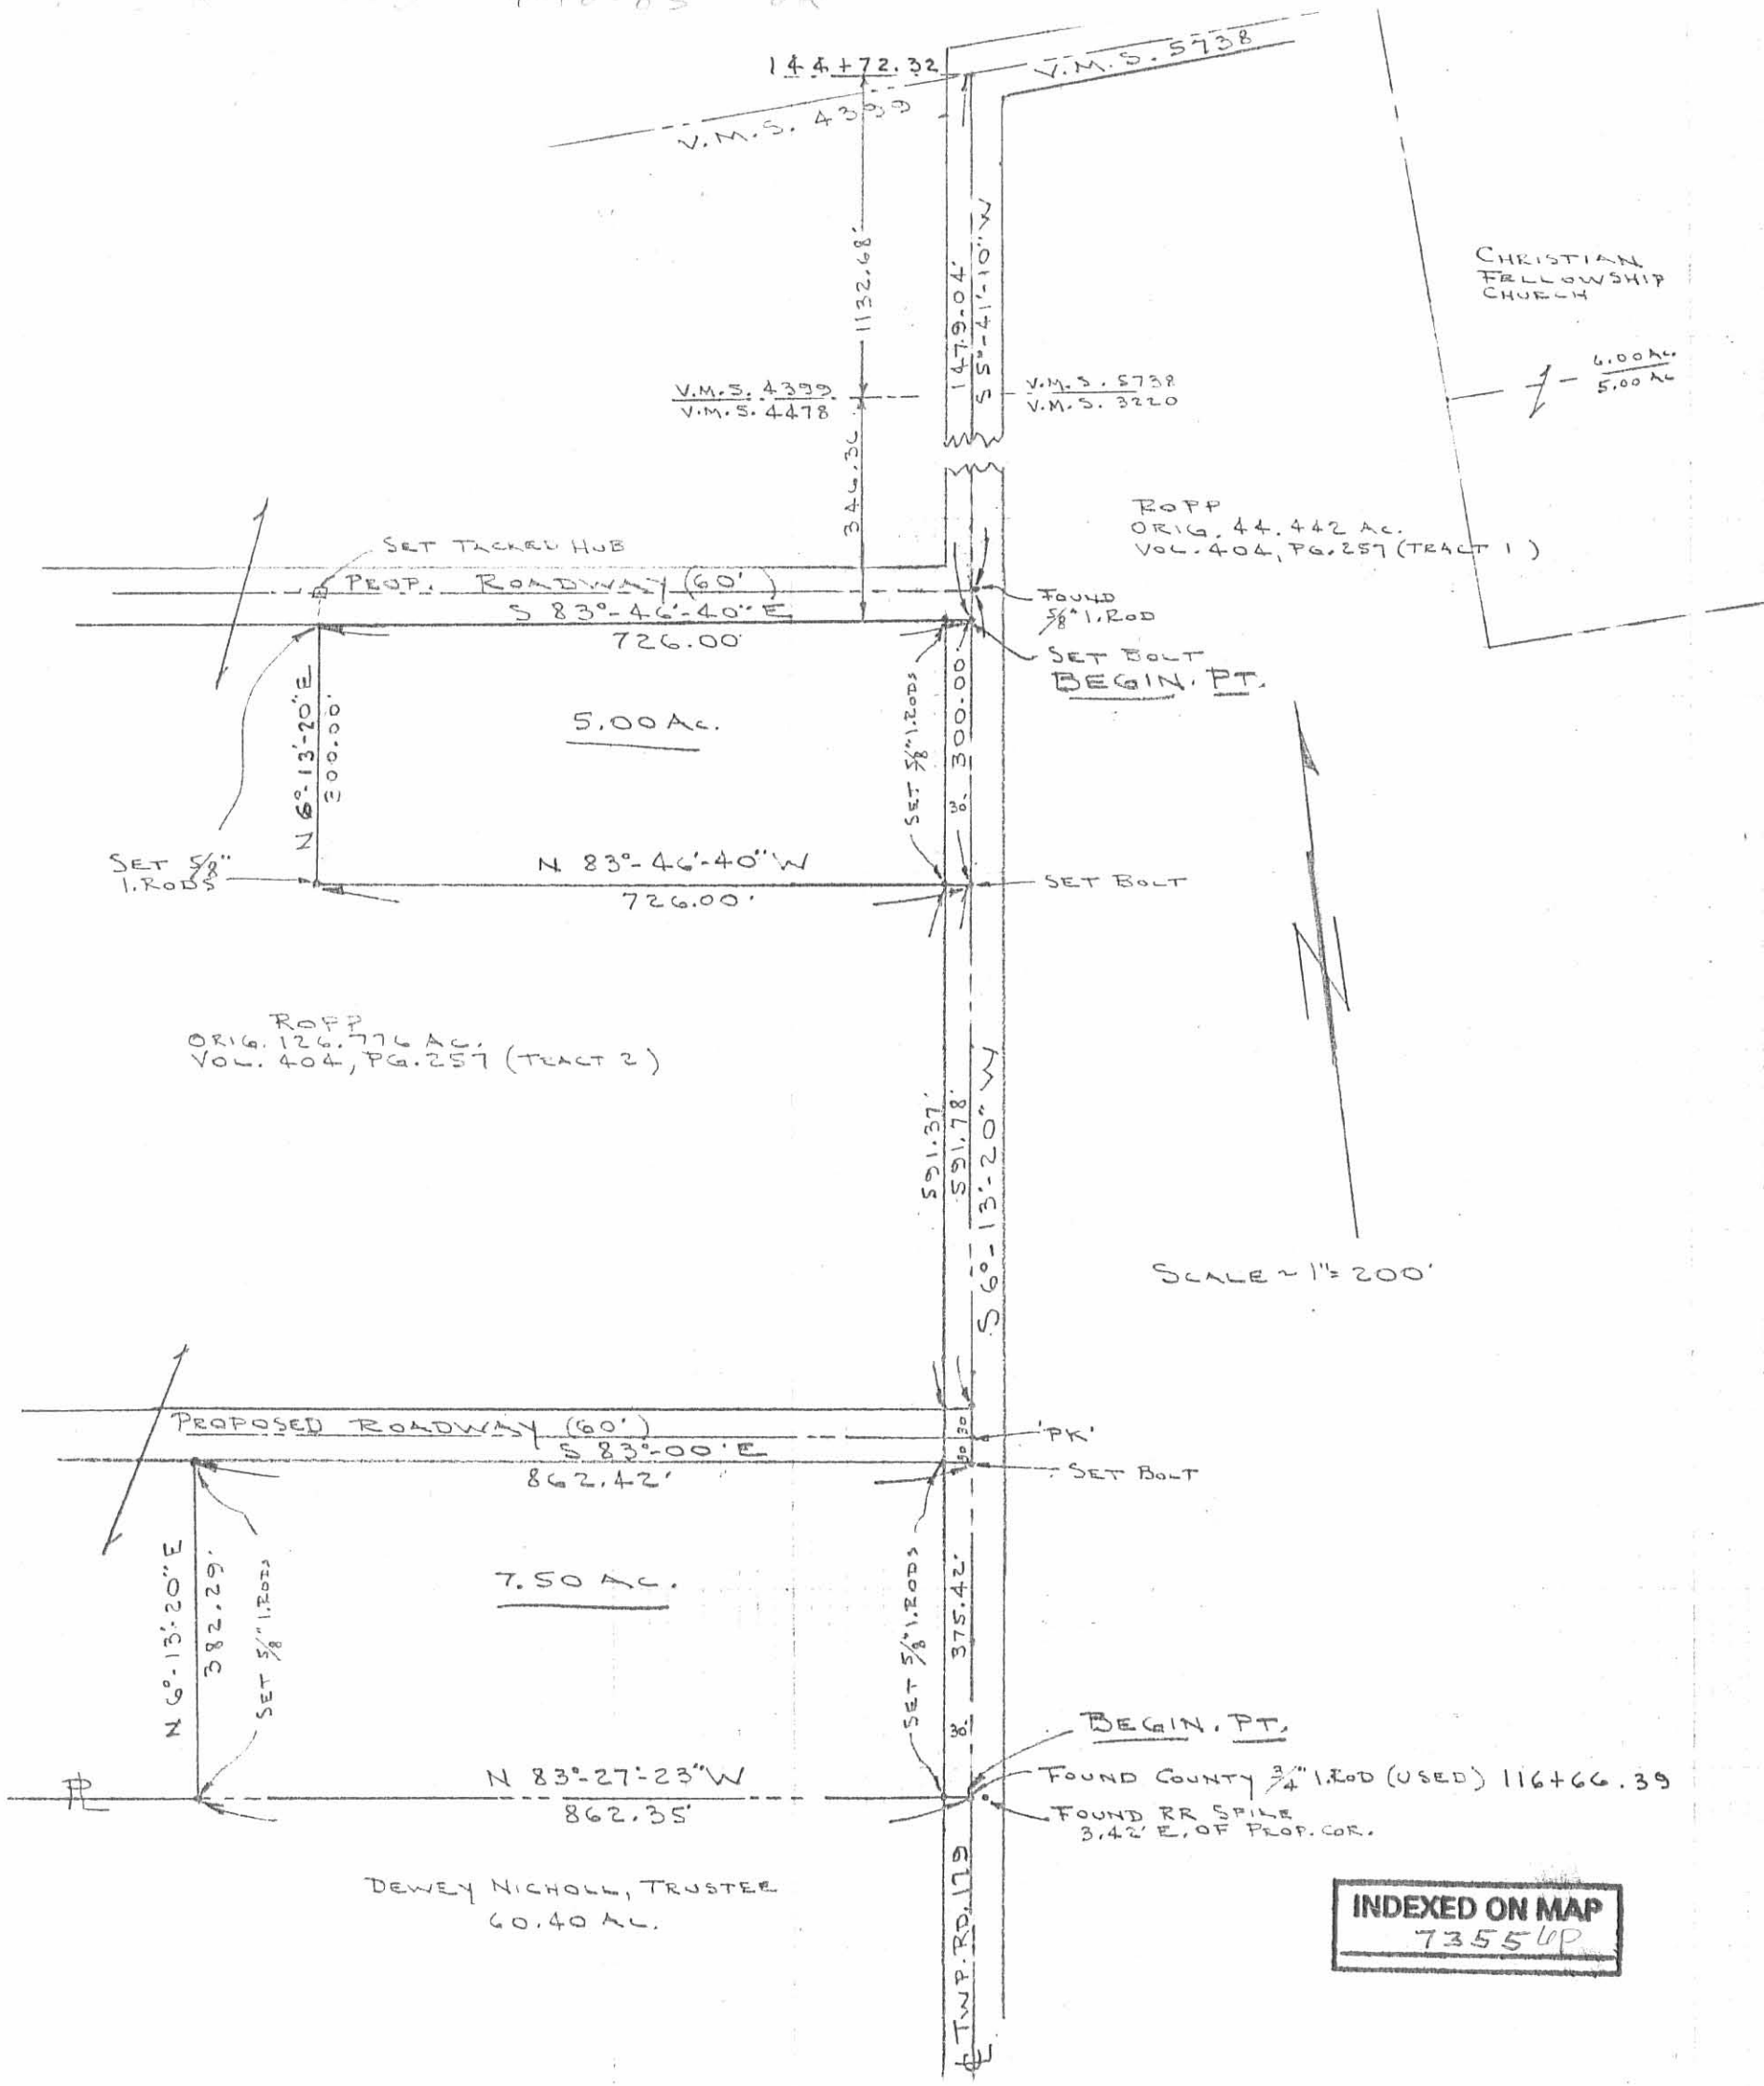 144+72.32
V.M.S. 5738
V.M.S. 4399
1132.68'
1479.04'
S 5°-41'-10" W
CHRISTIAN
FELLOWSHIP
CHURCH
6.00 Ac.
5.00 Ac
V.M.S. 4399
V.M.S. 4478
V.M.S. 5738
V.M.S. 3220
346.36
ROPP
ORIG. 44.442 Ac.
VOL. 404, PG. 257 (TRACT 1)
SET TACKED HUB
PROP. ROADWAY (60')
S 83°-46'-40" E
726.00'
FOUND
5/8" I. ROD
SET BOLT
BEGIN. PT.
N 6°-13'-20" E
300.00'
5.00 Ac.
SET 5/8" I. RODS
300.00'
30'
SET 5/8"
I. RODS
N 83°-46'-40" W
726.00'
SET BOLT
N
ROPP
ORIG. 126.776 Ac.
VOL. 404, PG. 257 (TRACT 2)
591.37'
591.78'
S 6°-13'-20" W
SCALE ~ 1"= 200'
PROPOSED ROADWAY (60')
S 83°-00' E
862.42'
30 30
'PK'
SET BOLT
N 6°-13'-20" E
382.29'
SET 5/8" I. RODS
7.50 Ac.
SET 5/8" I. RODS
375.42'
30'
BEGIN. PT.
PL
N 83°-27'-23" W
862.35'
FOUND COUNTY 3/4" I. ROD (USED) 116+66.39
FOUND RR SPIKE
3.42' E. OF PROP. COR.
DEWEY NICHOLL, TRUSTEE
60.40 Ac.
CL TWP. RD. 179
INDEXED ON MAP
7355